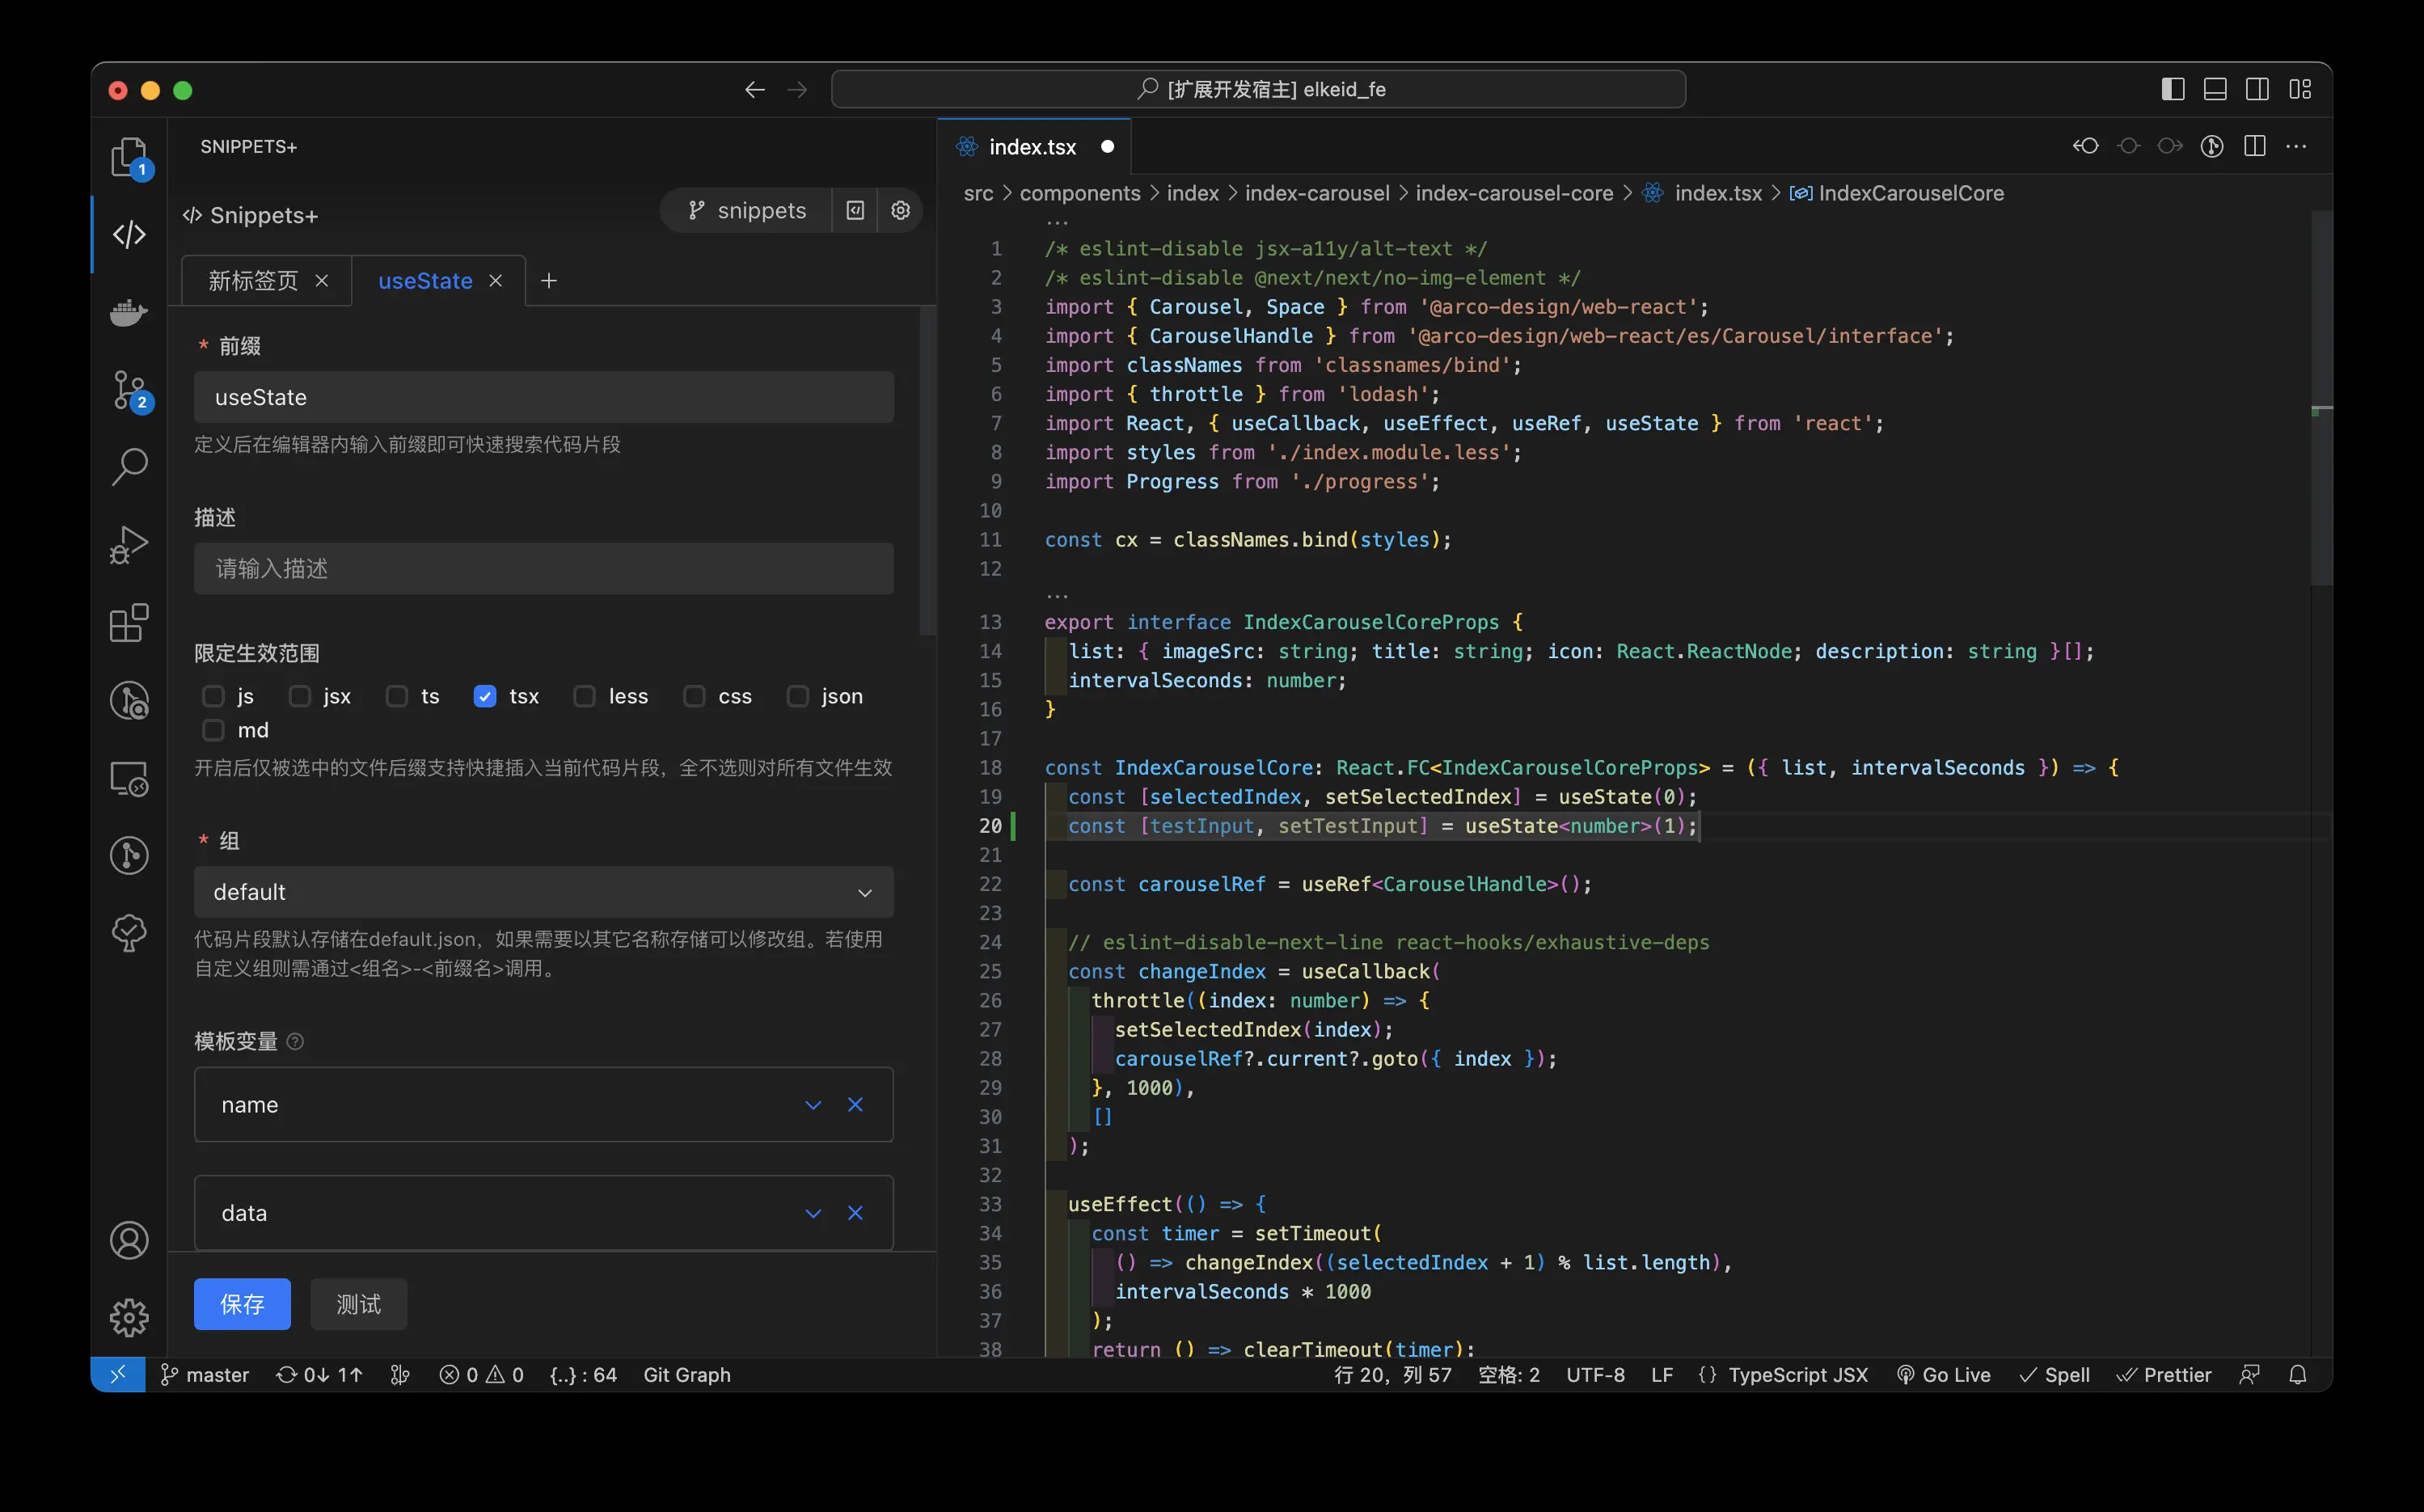 [扩展开发宿主] elkeid_fe
SNIPPETS+
</> Snippets+
snippets
新标签页
useState
+
* 前缀
useState
定义后在编辑器内输入前缀即可快速搜索代码片段
描述
请输入描述
限定生效范围
js jsx ts tsx less css json
md
开启后仅被选中的文件后缀支持快捷插入当前代码片段，全不选则对所有文件生效
* 组
default
代码片段默认存储在default.json，如果需要以其它名称存储可以修改组。若使用
自定义组则需通过<组名>-<前缀名>调用。
模板变量
name
data
保存 测试
1
2
index.tsx
src > components > index > index-carousel > index-carousel-core > index.tsx > IndexCarouselCore
...
1 /* eslint-disable jsx-a11y/alt-text */
2 /* eslint-disable @next/next/no-img-element */
3 import { Carousel, Space } from '@arco-design/web-react';
4 import { CarouselHandle } from '@arco-design/web-react/es/Carousel/interface';
5 import classNames from 'classnames/bind';
6 import { throttle } from 'lodash';
7 import React, { useCallback, useEffect, useRef, useState } from 'react';
8 import styles from './index.module.less';
9 import Progress from './progress';
10
11 const cx = classNames.bind(styles);
12
...
13 export interface IndexCarouselCoreProps {
14 list: { imageSrc: string; title: string; icon: React.ReactNode; description: string }[];
15 intervalSeconds: number;
16 }
17
18 const IndexCarouselCore: React.FC<IndexCarouselCoreProps> = ({ list, intervalSeconds }) => {
19 const [selectedIndex, setSelectedIndex] = useState(0);
20 const [testInput, setTestInput] = useState<number>(1);
21
22 const carouselRef = useRef<CarouselHandle>();
23
24 // eslint-disable-next-line react-hooks/exhaustive-deps
25 const changeIndex = useCallback(
26 throttle((index: number) => {
27 setSelectedIndex(index);
28 carouselRef?.current?.goto({ index });
29 }, 1000),
30 []
31 );
32
33 useEffect(() => {
34 const timer = setTimeout(
35 () => changeIndex((selectedIndex + 1) % list.length),
36 intervalSeconds * 1000
37 );
38 return () => clearTimeout(timer);
master 0↓ 1↑ 0 0 {..} : 64 Git Graph 行 20，列 57 空格: 2 UTF-8 LF {} TypeScript JSX Go Live Spell Prettier